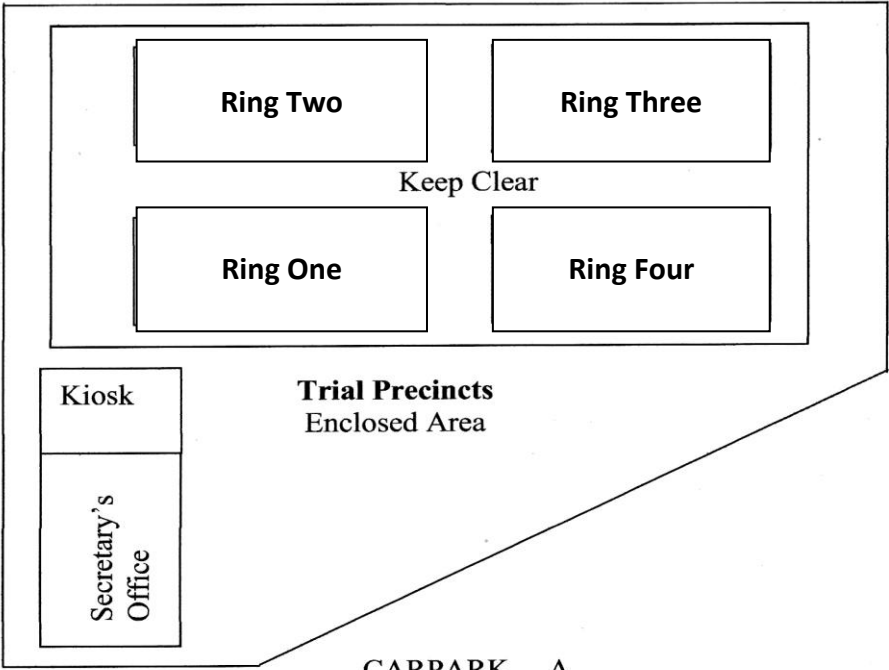 Ring Two
Ring Three
Keep Clear
Ring One
Ring Four
Kiosk
Trial Precincts
Enclosed Area
Secretary's
Office
CARPARK A